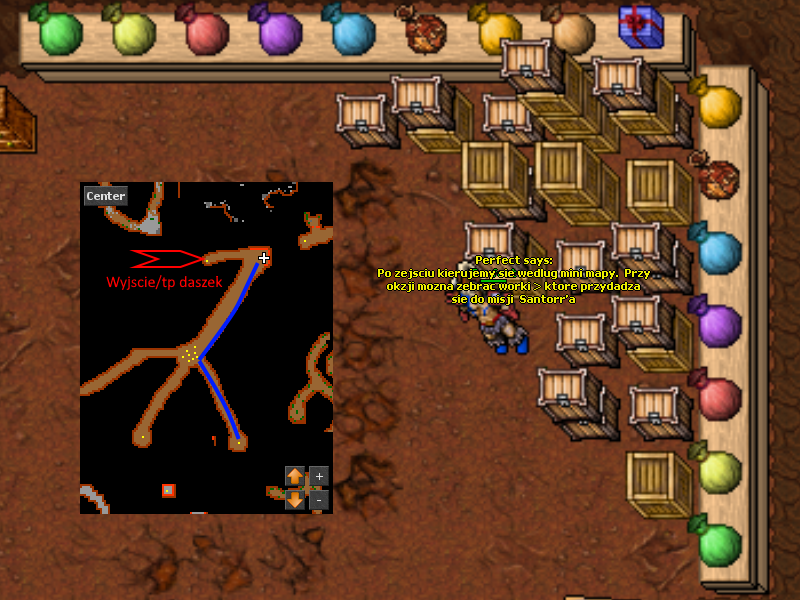 Center
Wyjscie/tp daszek
Perfect says:
Po zejsciu kierujemy sie wedlug mini mapy. Przy
okzji mozna zebrac worki > ktore przydadza
sie do misji Santorr'a
+
-